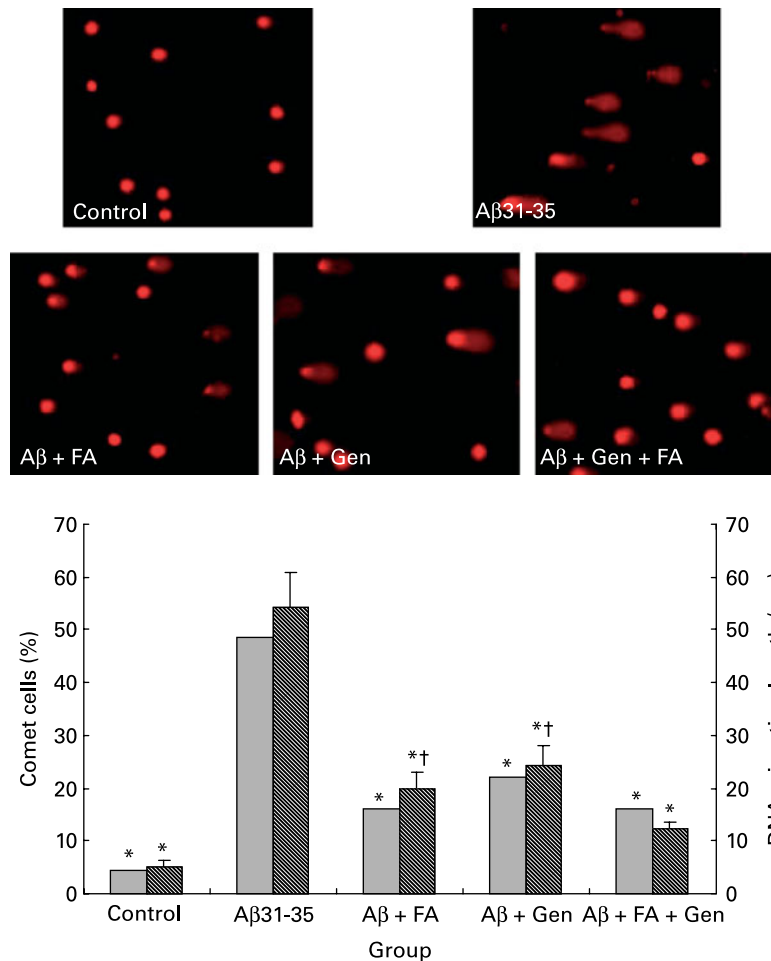 Control
Aβ31-35
Aβ + FA
Aβ + Gen
Aβ + Gen + FA
70
60
50
40
30
20
10
0
Comet cells (%)
70
60
50
40
30
20
10
0
* *
* *†
* *†
* *
Control
Aβ31-35
Aβ + FA
Aβ + Gen
Aβ + FA + Gen
Group